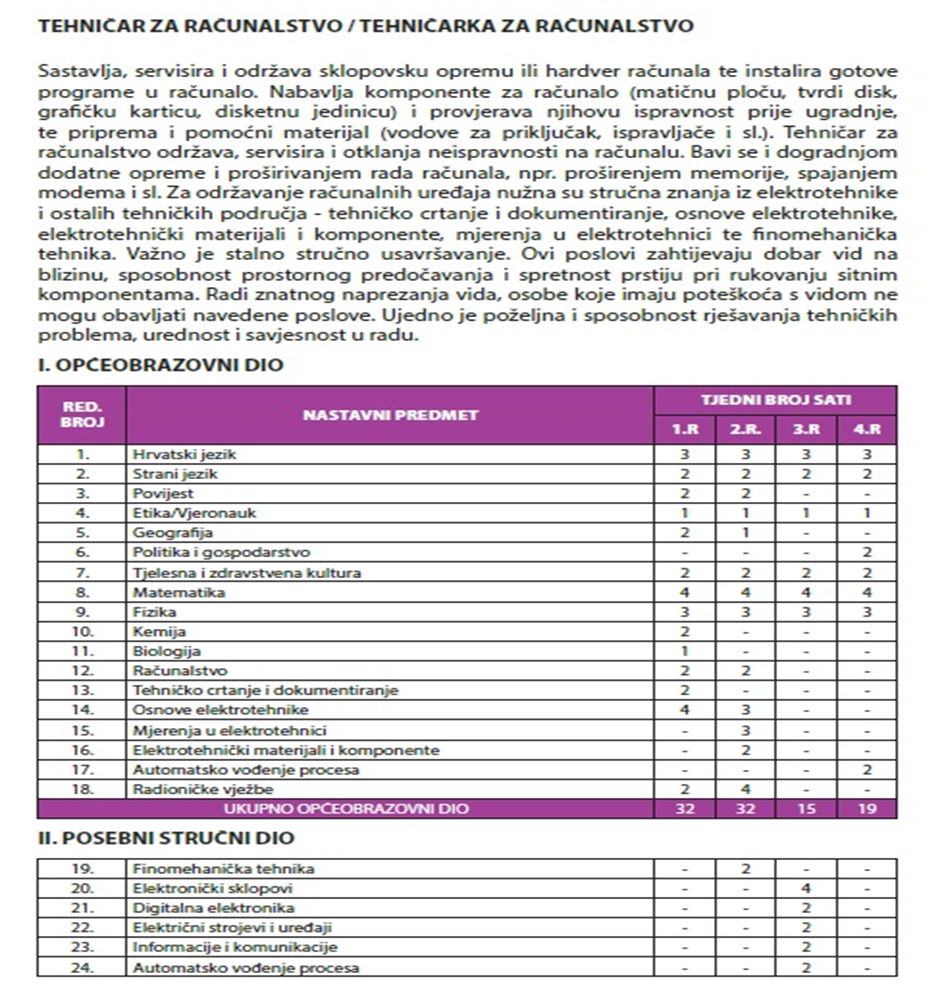 TEHNIČAR ZA RAČUNALSTVO / TEHNIČARKA ZA RAČUNALSTVO
Sastavlja, servisira i održava sklopovsku opremu ili hardver računala te instalira gotove
programe u računalo. Nabavlja komponente za računalo (matičnu ploču, tvrdi disk,
grafičku karticu, disketnu jedinicu) i provjerava njihovu ispravnost prije ugradnje,
te priprema i pomoćni materijal (vodove za priključak, ispravljače i sl.). Tehničar za
računalstvo održava, servisira i otklanja neispravnosti na računalu. Bavi se i dogradnjom
dodatne opreme i proširivanjem rada računala, npr. proširenjem memorije, spajanjem
modema i sl. Za održavanje računalnih uređaja nužna su stručna znanja iz elektrotehnike
i ostalih tehničkih područja - tehničko crtanje i dokumentiranje, osnove elektrotehnike,
elektrotehnički materijali i komponente, mjerenja u elektrotehnici te finomehanička
tehnika. Važno je stalno stručno usavršavanje. Ovi poslovi zahtijevaju dobar vid na
blizinu, sposobnost prostornog predočavanja i spretnost prstiju pri rukovanju sitnim
komponentama. Radi znatnog naprezanja vida, osobe koje imaju poteškoća s vidom ne
mogu obavljati navedene poslove. Ujedno je poželjna i sposobnost rješavanja tehničkih
problema, urednost i savjesnost u radu.
I. OPĆEOBRAZOVNI DIO
RED. BROJ NASTAVNI PREDMET TJEDNI BROJ SATI
1.R 2.R. 3.R 4.R
1. Hrvatski jezik 3 3 3 3
2. Strani jezik 2 2 2 2
3. Povijest 2 2 - -
4. Etika/Vjeronauk 1 1 1 1
5. Geografija 2 1 - -
6. Politika i gospodarstvo - - - 2
7. Tjelesna i zdravstvena kultura 2 2 2 2
8. Matematika 4 4 4 4
9. Fizika 3 3 3 3
10. Kemija 2 - - -
11. Biologija 1 - - -
12. Računalstvo 2 2 - -
13. Tehničko crtanje i dokumentiranje 2 - - -
14. Osnove elektrotehnike 4 3 - -
15. Mjerenja u elektrotehnici - 3 - -
16. Elektrotehnički materijali i komponente - 2 - -
17. Automatsko vođenje procesa - - - 2
18. Radioničke vježbe 2 4 - -
UKUPNO OPĆEOBRAZOVNI DIO 32 32 15 19
II. POSEBNI STRUČNI DIO
19. Finomehanička tehnika - 2 - -
20. Elektronički sklopovi - - 4 -
21. Digitalna elektronika - - 2 -
22. Električni strojevi i uređaji - - 2 -
23. Informacije i komunikacije - - 2 -
24. Automatsko vođenje procesa - - 2 -